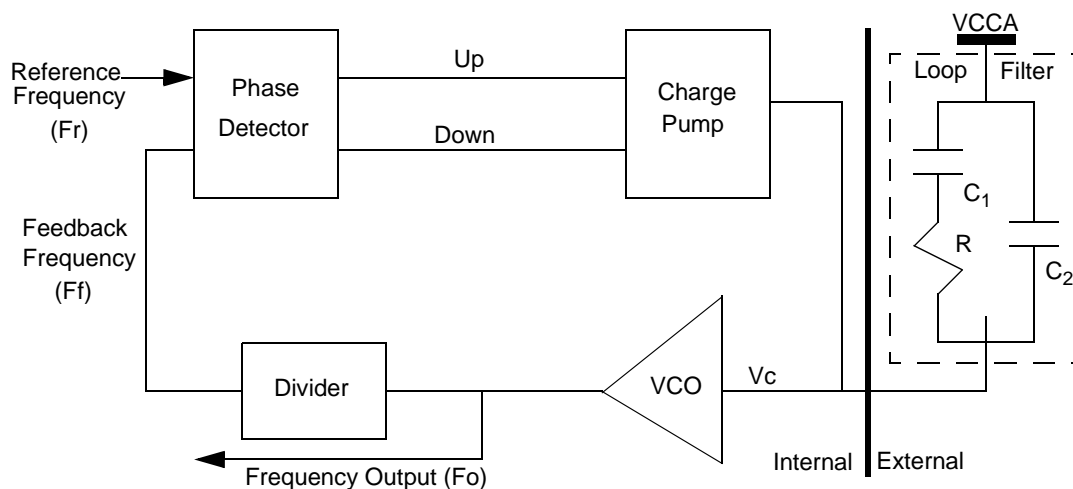 VCCA
Reference
Frequency
(Fr)
Phase
Detector
Up
Down
Charge
Pump
Loop Filter
C1
R
C2
Feedback
Frequency
(Ff)
Divider
VCO
Vc
Frequency Output (Fo)
Internal
External